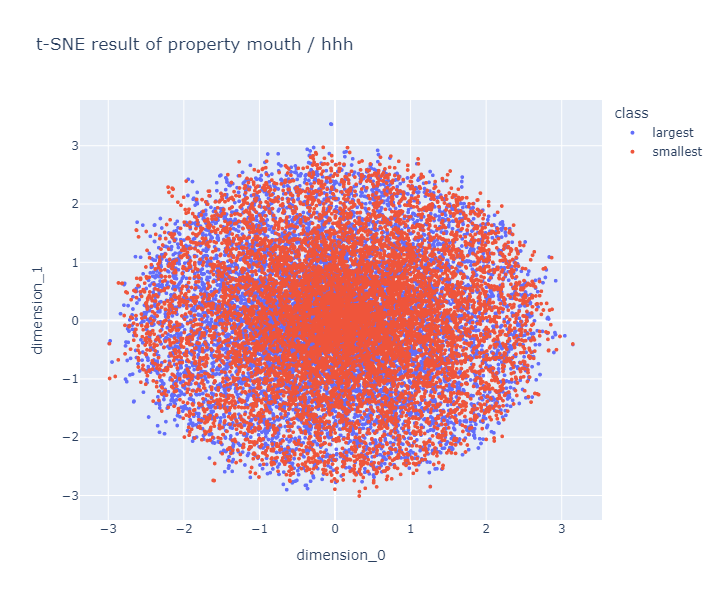 t-SNE result of property mouth / hhh
class
largest
smallest
dimension_1
3
2
1
0
−1
−2
−3
−3
−2
−1
0
1
2
3
dimension_0